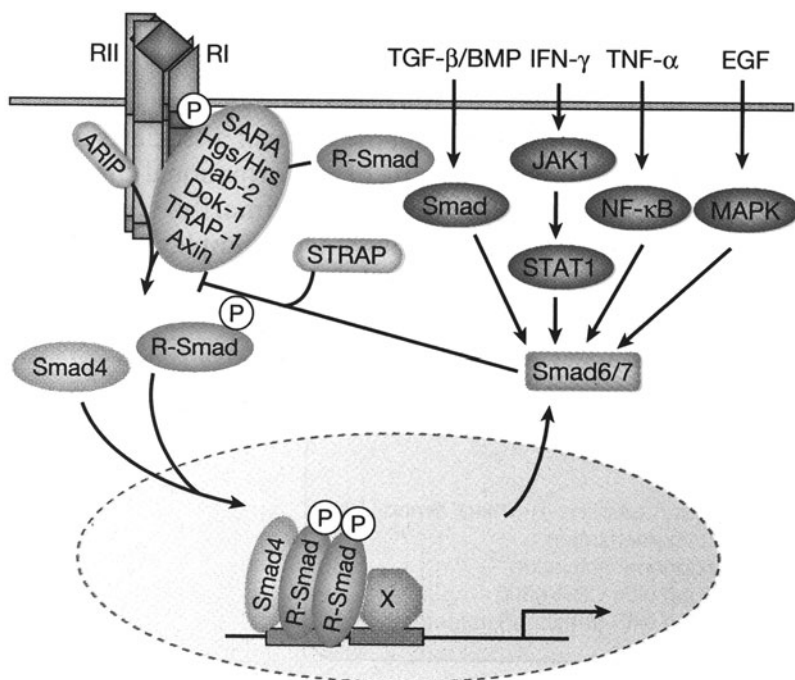 RII
RI
TGF-β/BMP
IFN-γ
TNF-α
EGF
P
ARIP
SARA
Hgs/Hrs
Dab-2
Dok-1
TRAP-1
Axin
R-Smad
Smad
JAK1
NF-κB
MAPK
STRAP
STAT1
P
R-Smad
Smad4
Smad6/7
P
P
Smad4
R-Smad
R-Smad
X